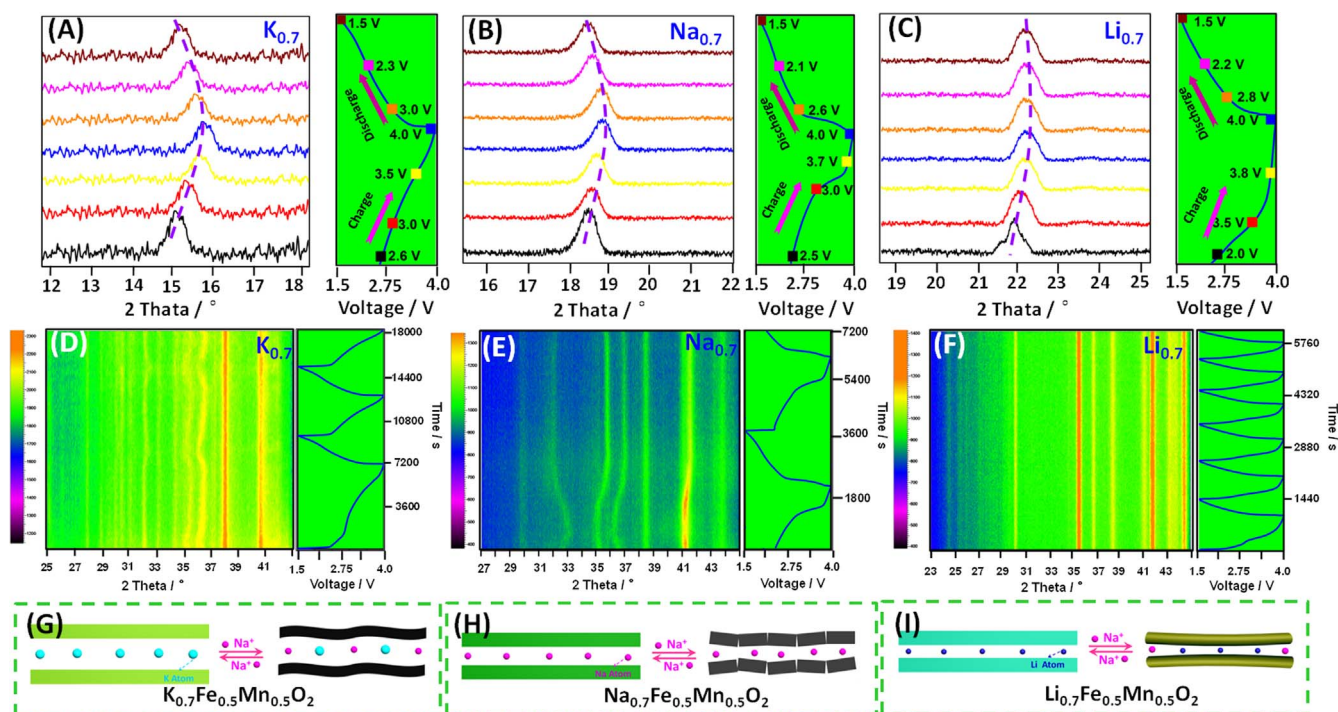 (A)
K0.7
1.5 V
2.3 V
Discharge
3.0 V
4.0 V
3.5 V
Charge
3.0 V
2.6 V
12 13 14 15 16 17 18
2 Thata / °
1.5 2.75 4.0
Voltage / V
(B)
Na0.7
1.5 V
2.1 V
Discharge
2.6 V
4.0 V
3.7 V
Charge
3.0 V
2.5 V
16 17 18 19 20 21 22
2 Thata / °
1.5 2.75 4.0
Voltage / V
(C)
Li0.7
1.5 V
2.2 V
Discharge
2.8 V
4.0 V
3.8 V
Charge
3.5 V
2.0 V
19 20 21 22 23 24 25
2 Thata / °
1.5 2.75 4.0
Voltage / V
(D)
K0.7
25 27 29 31 33 35 37 39 41
2 Theta / °
18000
14400
10800
7200
3600
Time / s
1.5 2.75 4.0
Voltage / V
(E)
Na0.7
27 29 31 33 35 37 39 41 43
2 Theta / °
7200
5400
3600
1800
Time / s
1.5 2.75 4.0
Voltage / V
(F)
Li0.7
23 25 27 29 31 33 35 37 39 41 43
2 Theta / °
5760
4320
2880
1440
Time / s
1.5 2.75 4.0
Voltage / V
(G)
Na+
Na+
K Atom
K0.7Fe0.5Mn0.5O2
(H)
Na+
Na+
Na Atom
Na0.7Fe0.5Mn0.5O2
(I)
Na+
Na+
Li Atom
Li0.7Fe0.5Mn0.5O2